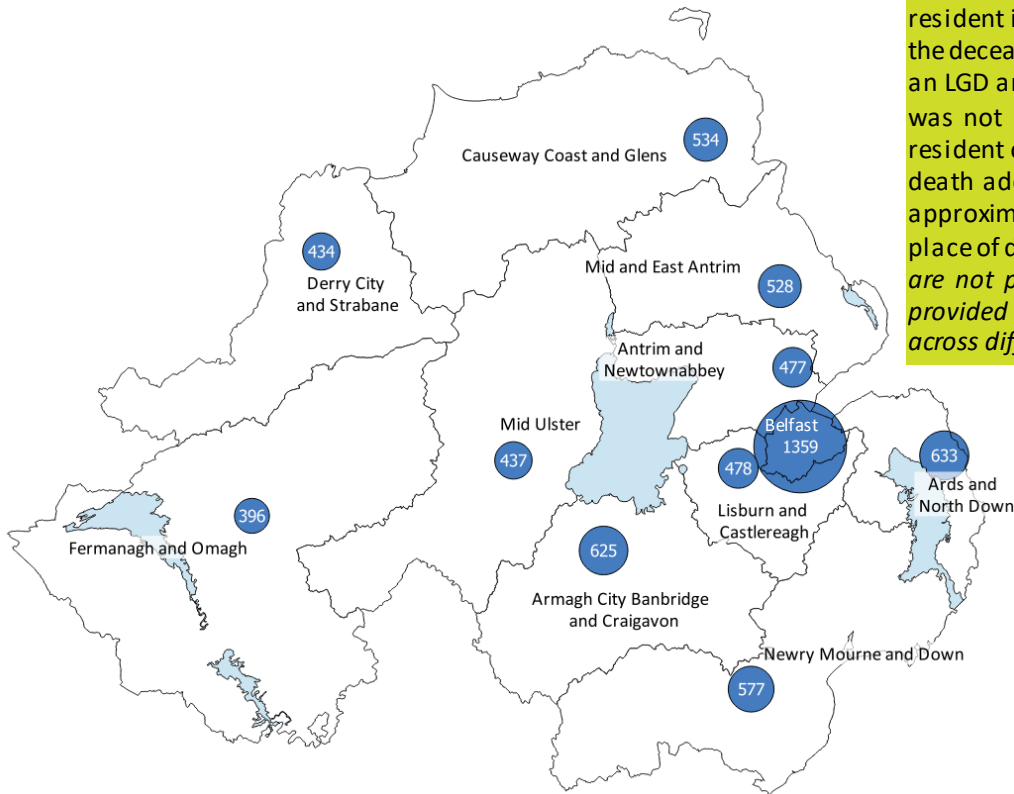 resident i
the decea
an LGD a
was not
resident o
death ad
approxim
place of d
are not p
provided
across diff
534
Causeway Coast and Glens
434
Derry City
and Strabane
Mid and East Antrim
528
Antrim and
Newtownabbey
477
Mid Ulster
437
Belfast
1359
478
Lisburn and
Castlereagh
633
Ards and
North Down
396
Fermanagh and Omagh
625
Armagh City Banbridge
and Craigavon
Newry Mourne and Down
577